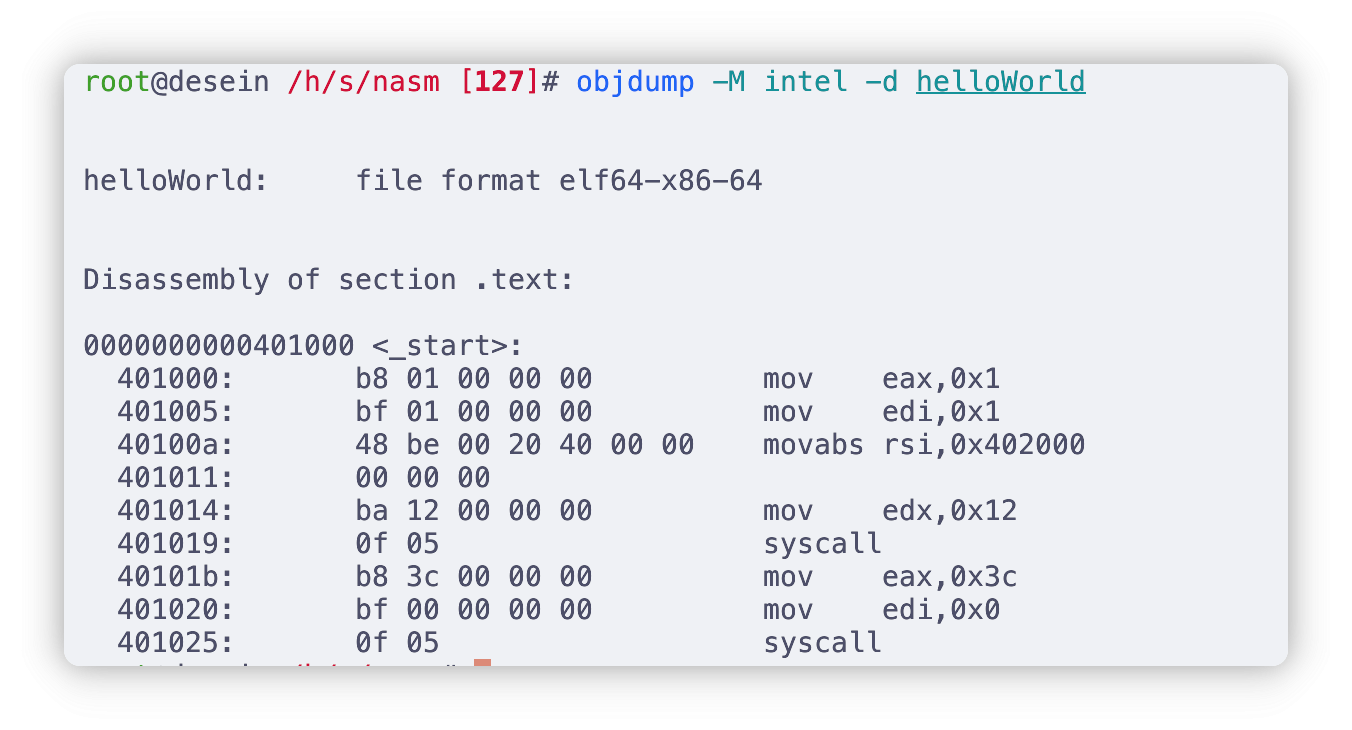 root@desein /h/s/nasm [127]# objdump -M intel -d helloWorld
helloWorld:     file format elf64-x86-64
Disassembly of section .text:
0000000000401000 <_start>:
  401000:       b8 01 00 00 00          mov    eax,0x1
  401005:       bf 01 00 00 00          mov    edi,0x1
  40100a:       48 be 00 20 40 00 00    movabs rsi,0x402000
  401011:       00 00 00
  401014:       ba 12 00 00 00          mov    edx,0x12
  401019:       0f 05                   syscall
  40101b:       b8 3c 00 00 00          mov    eax,0x3c
  401020:       bf 00 00 00 00          mov    edi,0x0
  401025:       0f 05                   syscall